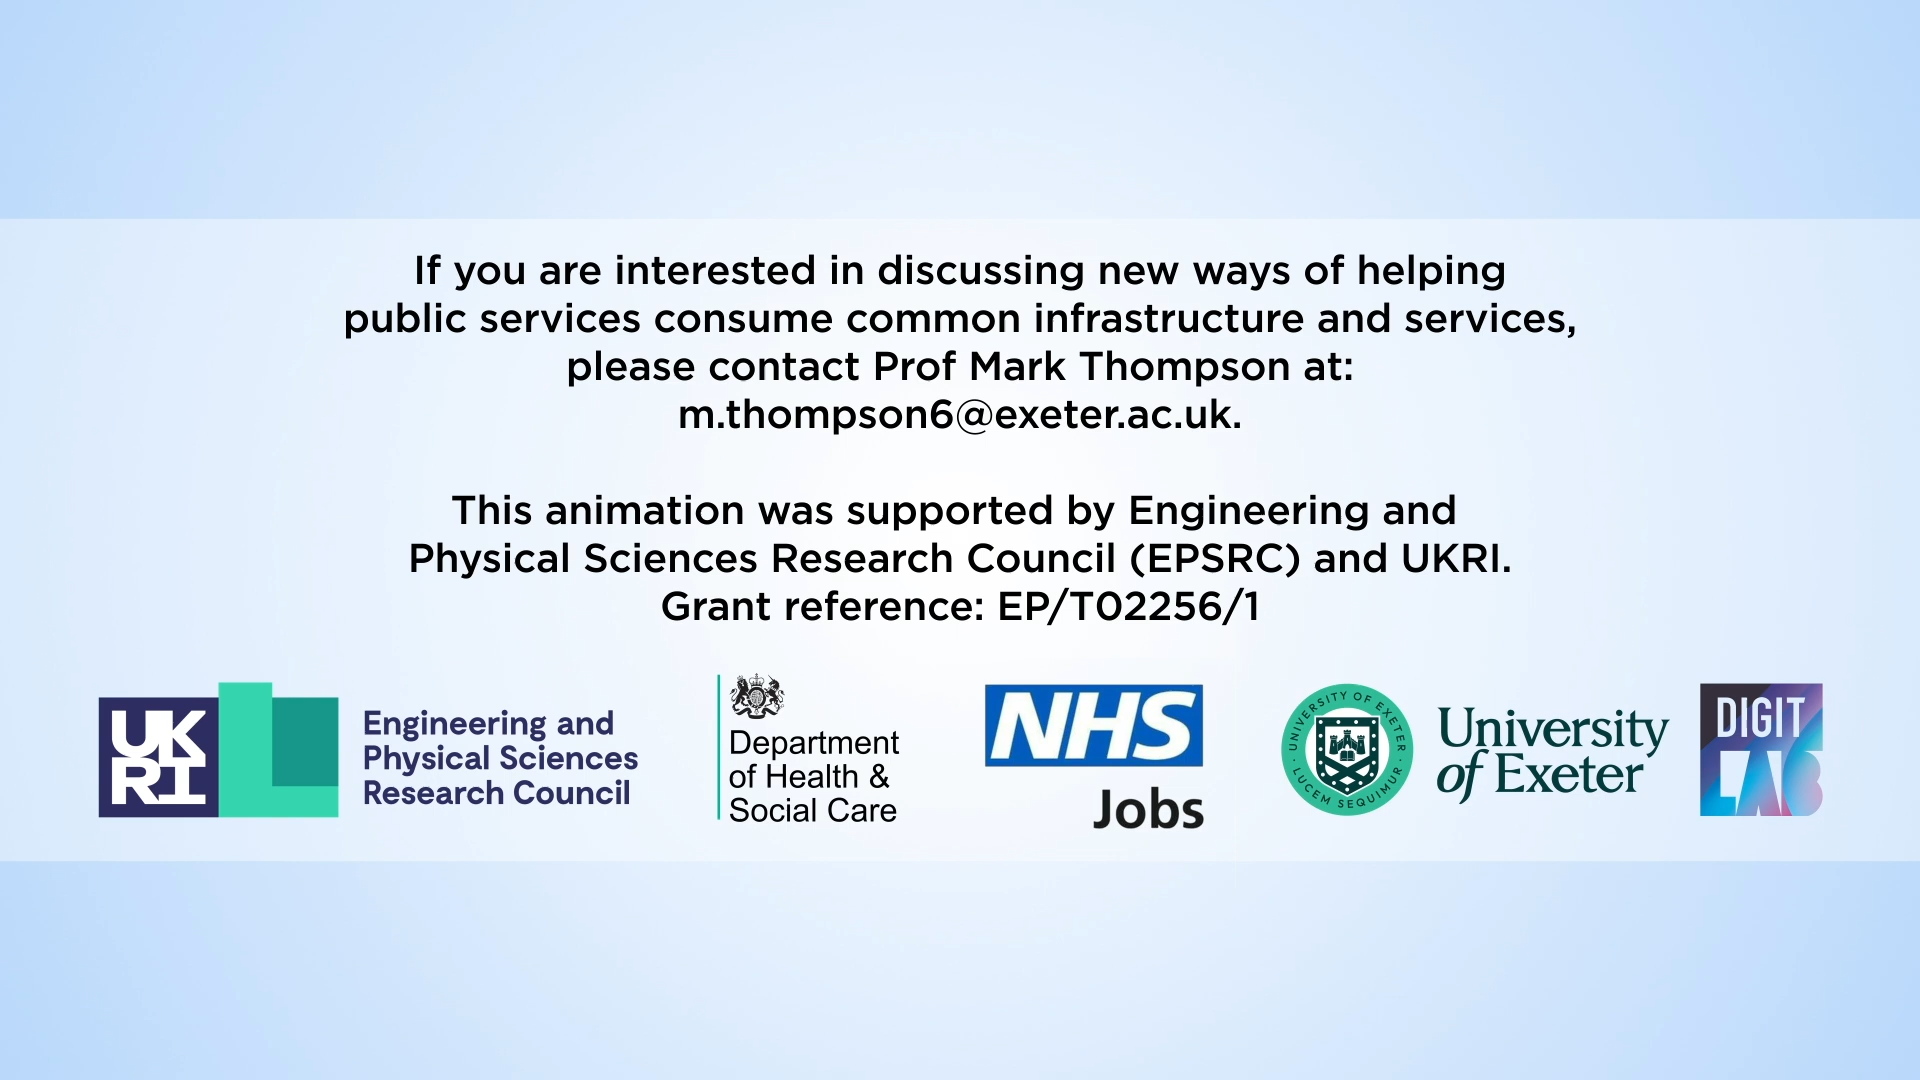 If you are interested in discussing new ways of helping
public services consume common infrastructure and services,
please contact Prof Mark Thompson at:
m.thompson6@exeter.ac.uk.
This animation was supported by Engineering and
Physical Sciences Research Council (EPSRC) and UKRI.
Grant reference: EP/T02256/1
UK
RI
Engineering and
Physical Sciences
Research Council
Department
of Health &
Social Care
NHS
Jobs
UNIVERSITY OF EXETER
LUCEM SEQUIMUR
University
of Exeter
DIGIT
LAB